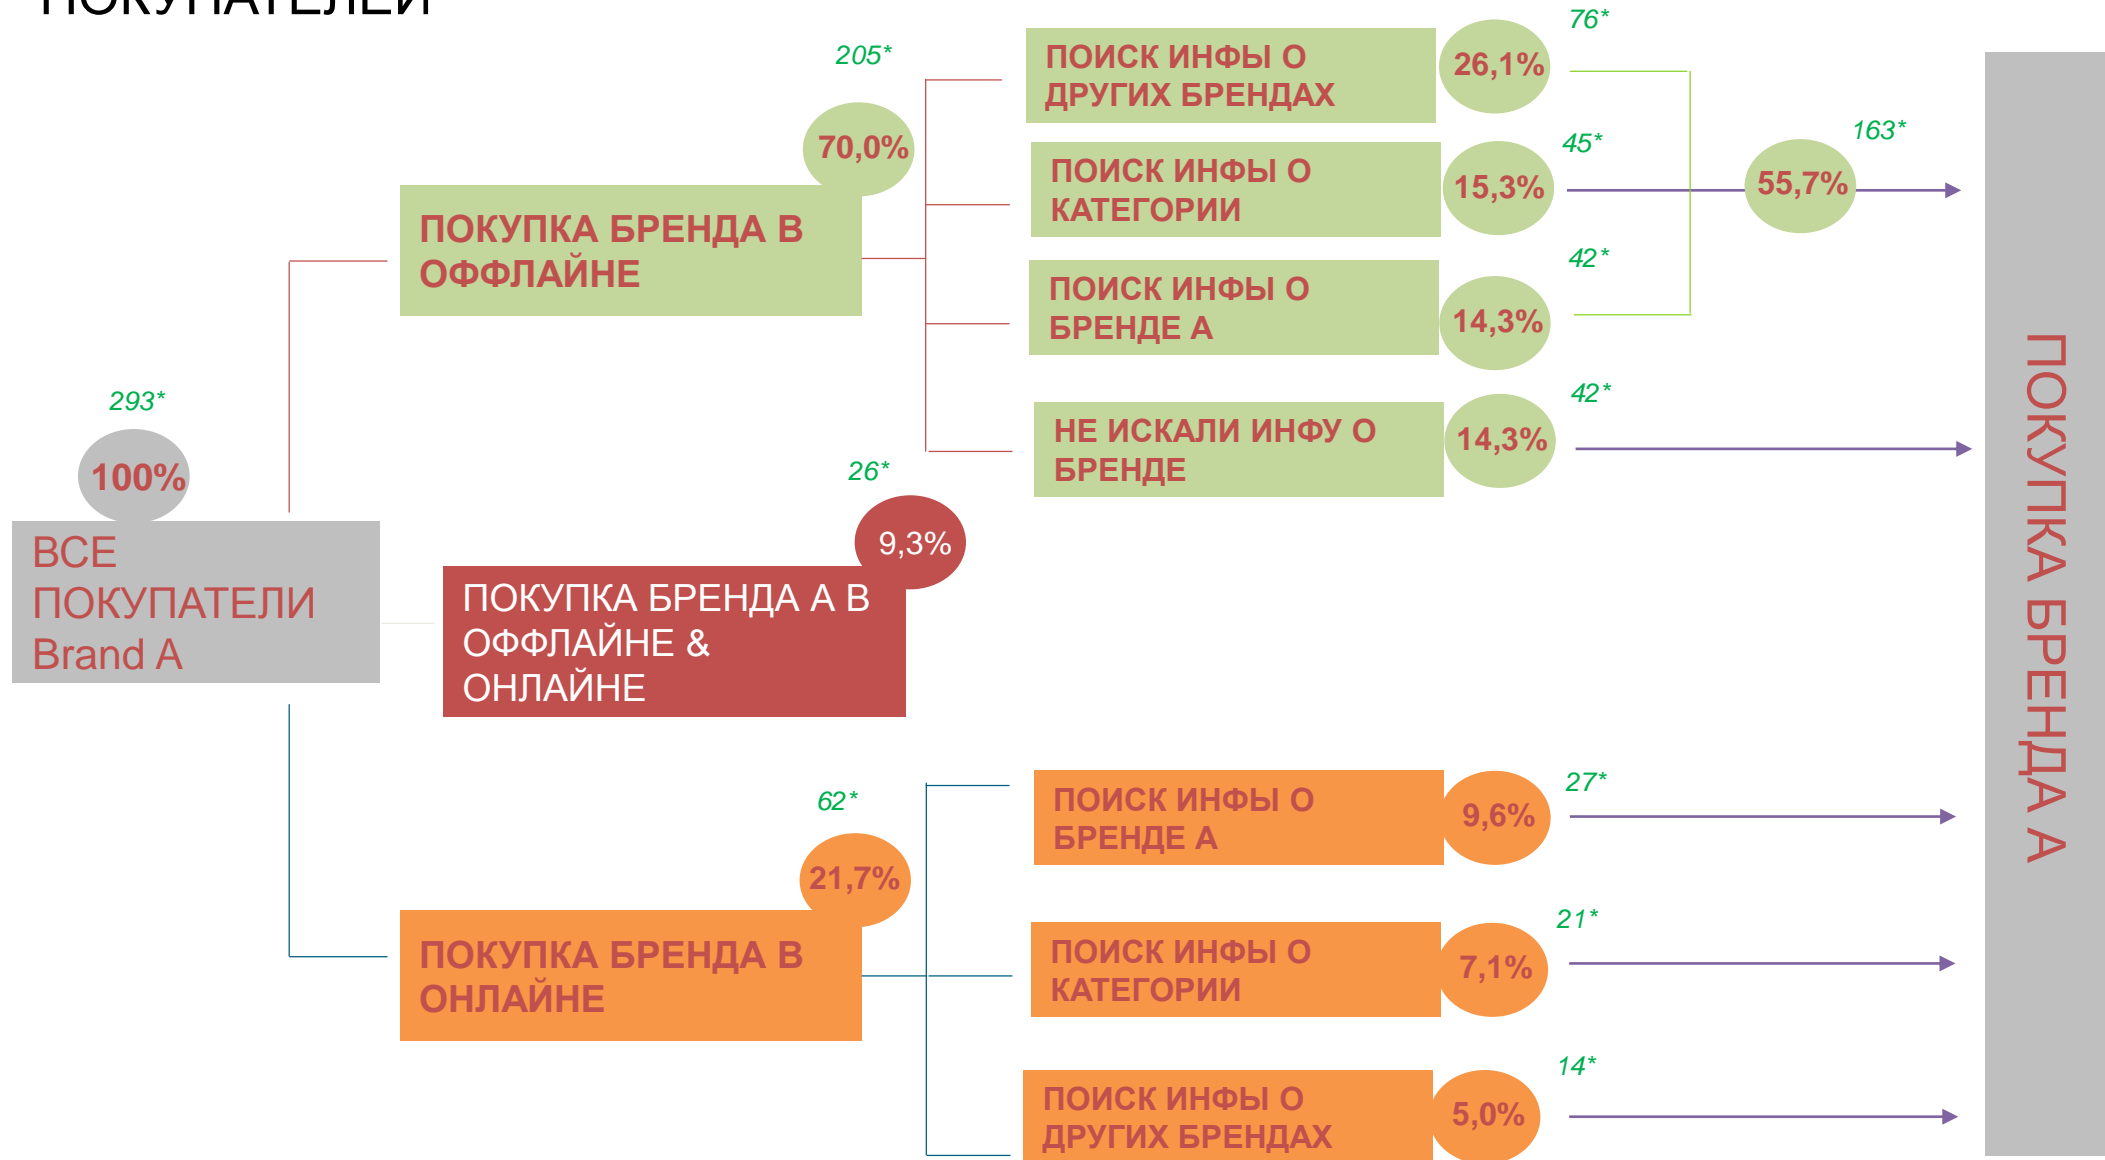 ПОКУПАТЕЛЕЙ
293*
100%
ВСЕ
ПОКУПАТЕЛИ
Brand A
205*
70,0%
ПОКУПКА БРЕНДА В
ОФФЛАЙНЕ
ПОИСК ИНФЫ О
ДРУГИХ БРЕНДАХ
26,1%
76*
ПОИСК ИНФЫ О
КАТЕГОРИИ
15,3%
45*
ПОИСК ИНФЫ О
БРЕНДЕ А
14,3%
42*
55,7%
163*
НЕ ИСКАЛИ ИНФУ О
БРЕНДЕ
14,3%
42*
26*
9,3%
ПОКУПКА БРЕНДА А В
ОФФЛАЙНЕ &
ОНЛАЙНЕ
62*
21,7%
ПОКУПКА БРЕНДА В
ОНЛАЙНЕ
ПОИСК ИНФЫ О
БРЕНДЕ А
9,6%
27*
ПОИСК ИНФЫ О
КАТЕГОРИИ
7,1%
21*
ПОИСК ИНФЫ О
ДРУГИХ БРЕНДАХ
5,0%
14*
ПОКУПКА БРЕНДА А